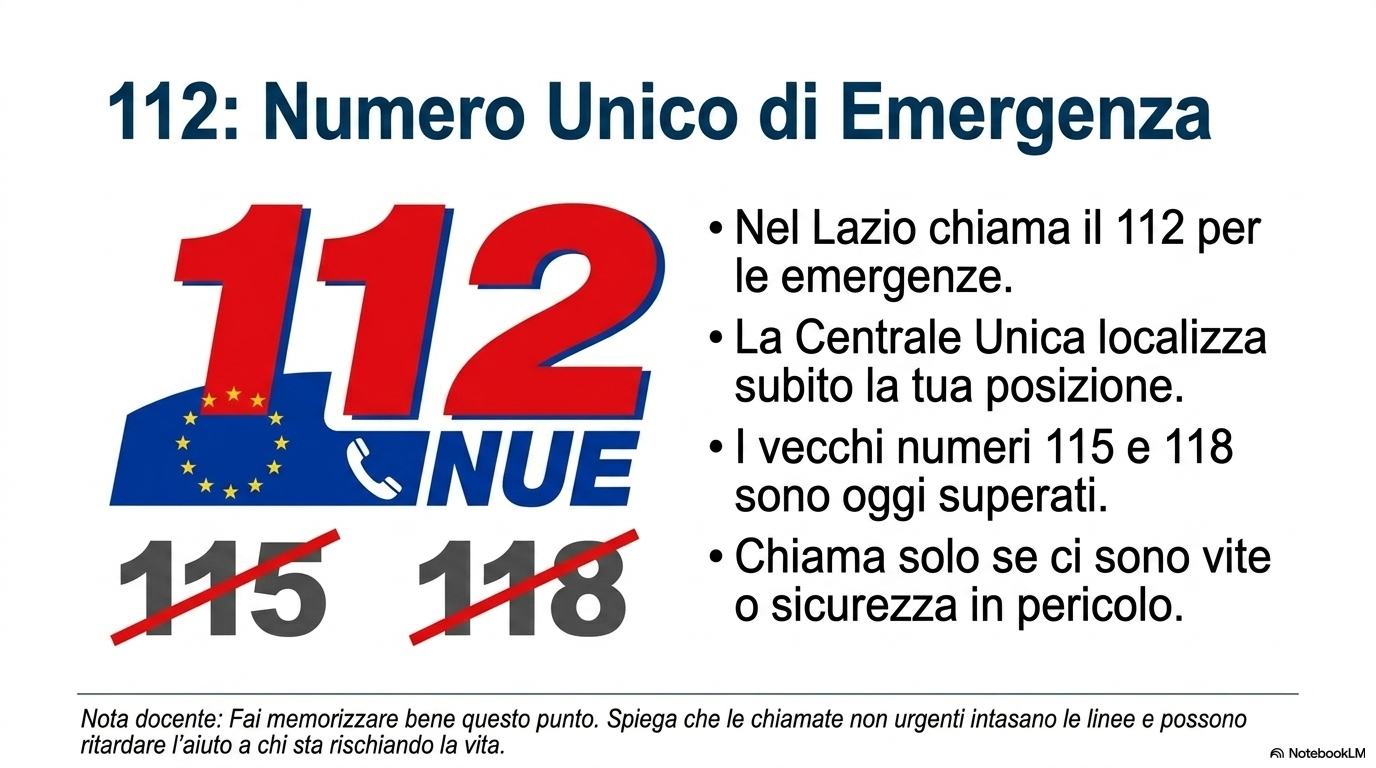 112: Numero Unico di Emergenza
112
NUE
115 118
• Nel Lazio chiama il 112 per
le emergenze.
• La Centrale Unica localizza
subito la tua posizione.
• I vecchi numeri 115 e 118
sono oggi superati.
• Chiama solo se ci sono vite
o sicurezza in pericolo.
Nota docente: Fai memorizzare bene questo punto. Spiega che le chiamate non urgenti intasano le linee e possono
ritardare l’aiuto a chi sta rischiando la vita.
NotebookLM